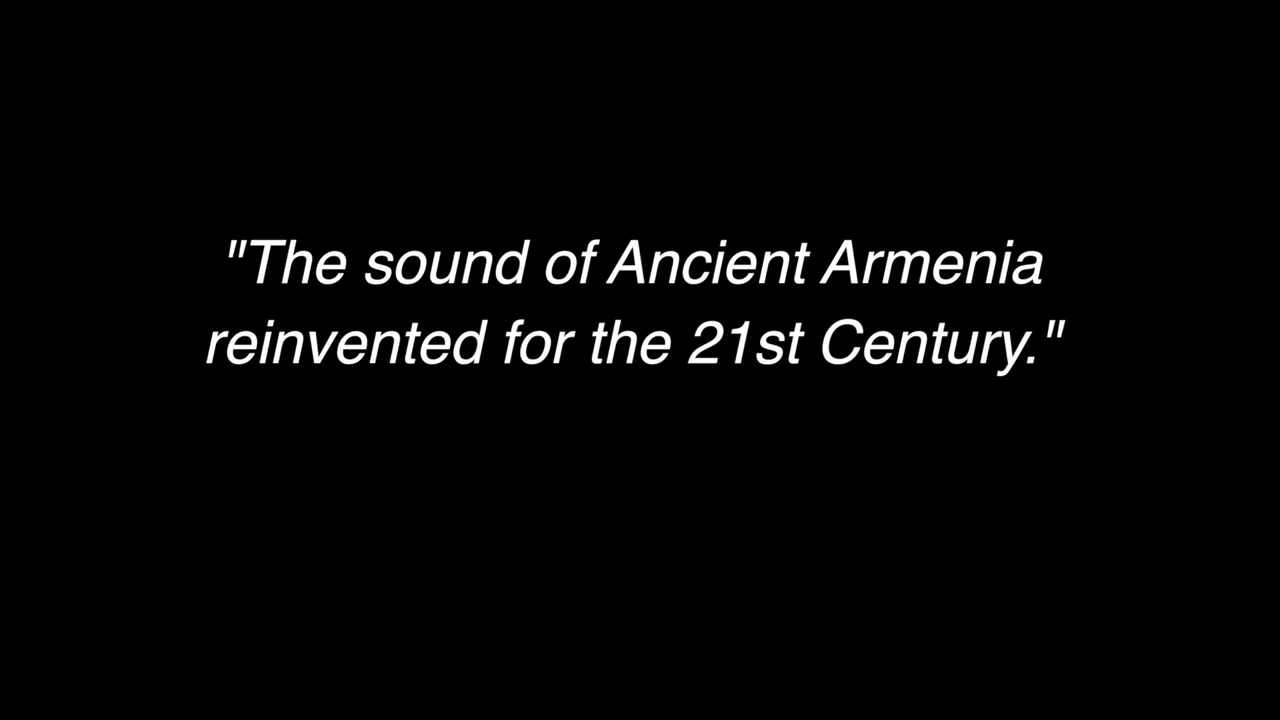 "The sound of Ancient Armenia
reinvented for the 21st Century."